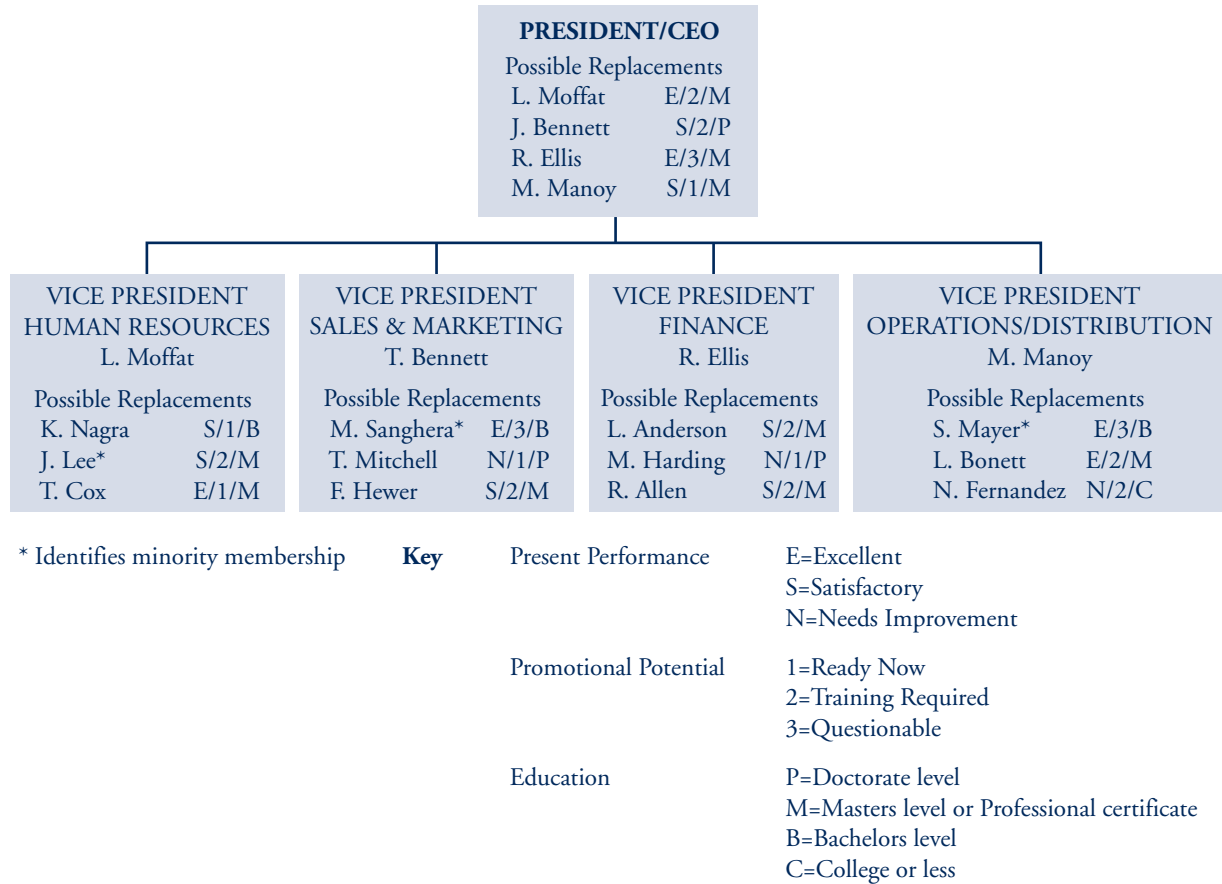 PRESIDENT/CEO
Possible Replacements
L. Moffat E/2/M
J. Bennett S/2/P
R. Ellis E/3/M
M. Manoy S/1/M
VICE PRESIDENT
HUMAN RESOURCES
L. Moffat
Possible Replacements
K. Nagra S/1/B
J. Lee* S/2/M
T. Cox E/1/M
VICE PRESIDENT
SALES & MARKETING
T. Bennett
Possible Replacements
M. Sanghera* E/3/B
T. Mitchell N/1/P
F. Hewer S/2/M
VICE PRESIDENT
FINANCE
R. Ellis
Possible Replacements
L. Anderson S/2/M
M. Harding N/1/P
R. Allen S/2/M
VICE PRESIDENT
OPERATIONS/DISTRIBUTION
M. Manoy
Possible Replacements
S. Mayer* E/3/B
L. Bonett E/2/M
N. Fernandez N/2/C
* Identifies minority membership Key Present Performance E=Excellent
S=Satisfactory
N=Needs Improvement
Promotional Potential 1=Ready Now
2=Training Required
3=Questionable
Education P=Doctorate level
M=Masters level or Professional certificate
B=Bachelors level
C=College or less